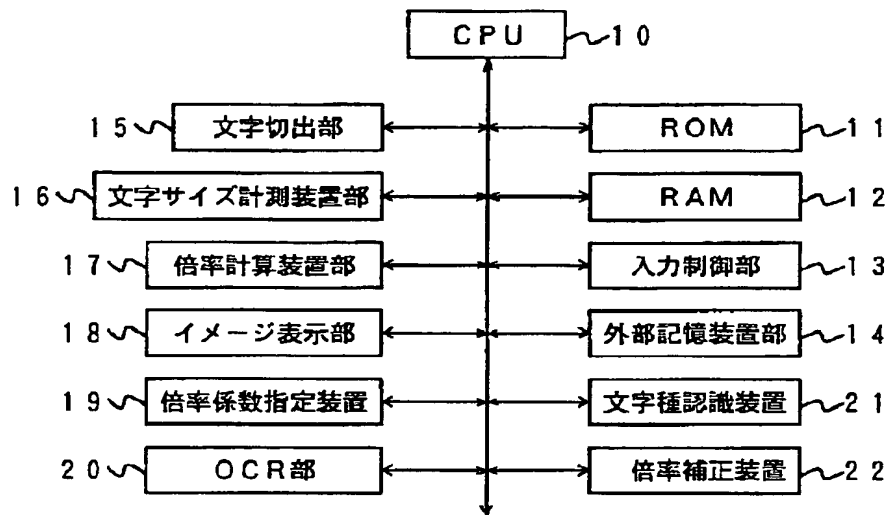 CPU 10
15 文字切出部 ROM 11
16 文字サイズ計測装置部 RAM 12
17 倍率計算装置部 入力制御部 13
18 イメージ表示部 外部記憶装置部 14
19 倍率係数指定装置 文字種認識装置 21
20 OCR部 倍率補正装置 22